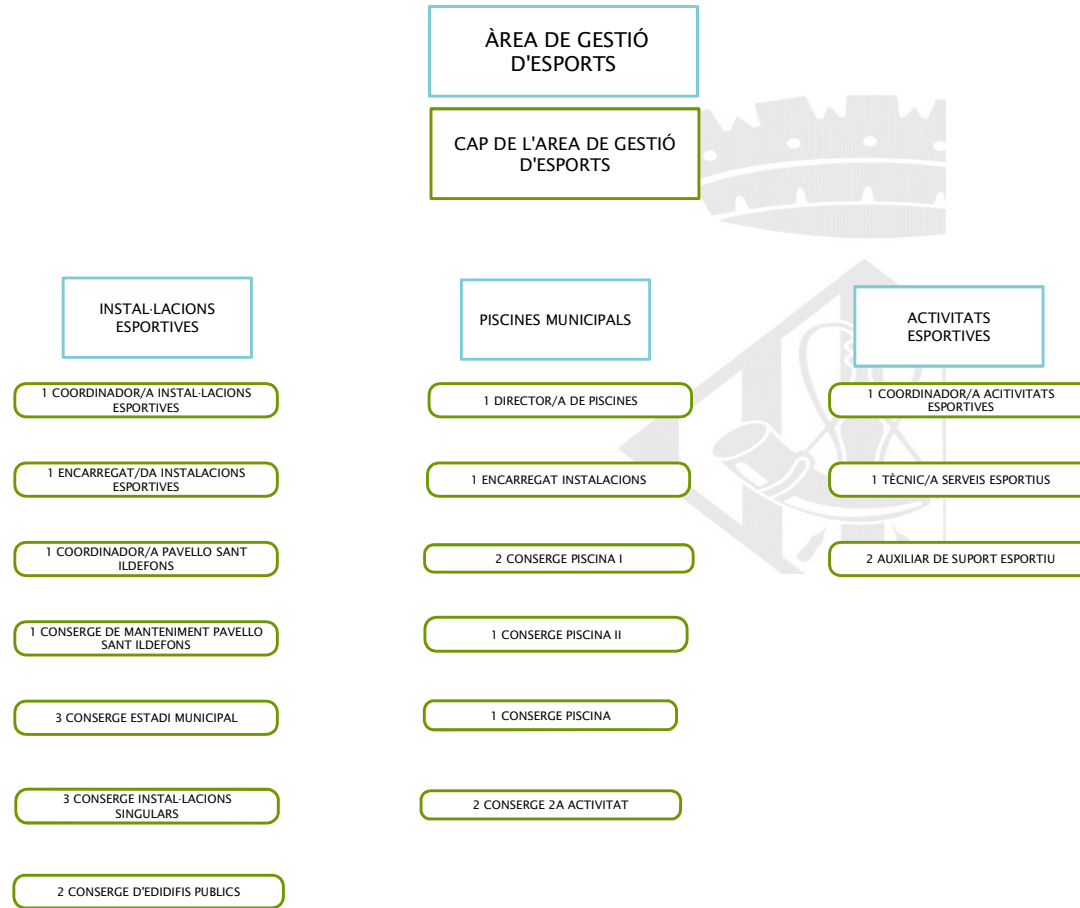 ÀREA DE GESTIÓ
D'ESPORTS
CAP DE L'AREA DE GESTIÓ
D'ESPORTS
INSTAL·LACIONS
ESPORTIVES
1 COORDINADOR/A INSTAL·LACIONS
ESPORTIVES
1 ENCARREGAT/DA INSTALACIONS
ESPORTIVES
1 COORDINADOR/A PAVELLO SANT
ILDEFONS
1 CONSERGE DE MANTENIMENT PAVELLO
SANT ILDEFONS
3 CONSERGE ESTADI MUNICIPAL
3 CONSERGE INSTAL·LACIONS
SINGULARS
2 CONSERGE D'EDIDIFIS PUBLICS
PISCINES MUNICIPALS
1 DIRECTOR/A DE PISCINES
1 ENCARREGAT INSTALACIONS
2 CONSERGE PISCINA I
1 CONSERGE PISCINA II
1 CONSERGE PISCINA
2 CONSERGE 2A ACTIVITAT
ACTIVITATS
ESPORTIVES
1 COORDINADOR/A ACITIVITATS
ESPORTIVES
1 TÈCNIC/A SERVEIS ESPORTIUS
2 AUXILIAR DE SUPORT ESPORTIU